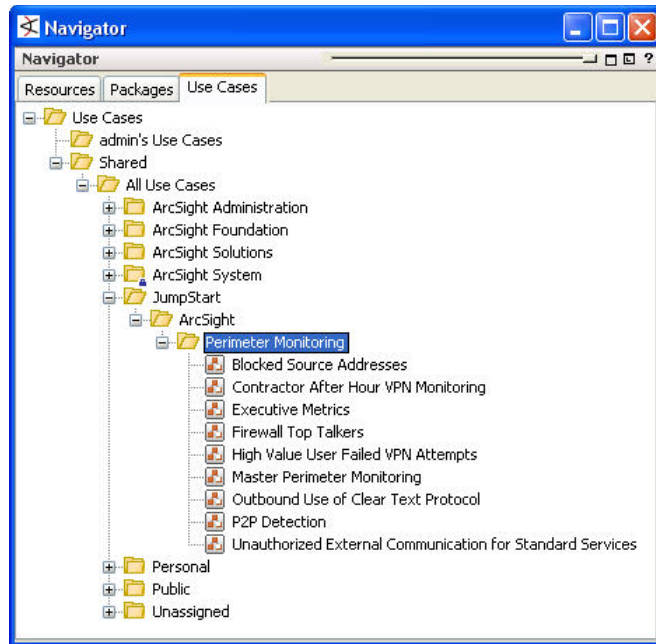 Navigator
Navigator
Resources Packages Use Cases
Use Cases
admin's Use Cases
Shared
All Use Cases
ArcSight Administration
ArcSight Foundation
ArcSight Solutions
ArcSight System
JumpStart
ArcSight
Perimeter Monitoring
Blocked Source Addresses
Contractor After Hour VPN Monitoring
Executive Metrics
Firewall Top Talkers
High Value User Failed VPN Attempts
Master Perimeter Monitoring
Outbound Use of Clear Text Protocol
P2P Detection
Unauthorized External Communication for Standard Services
Personal
Public
Unassigned